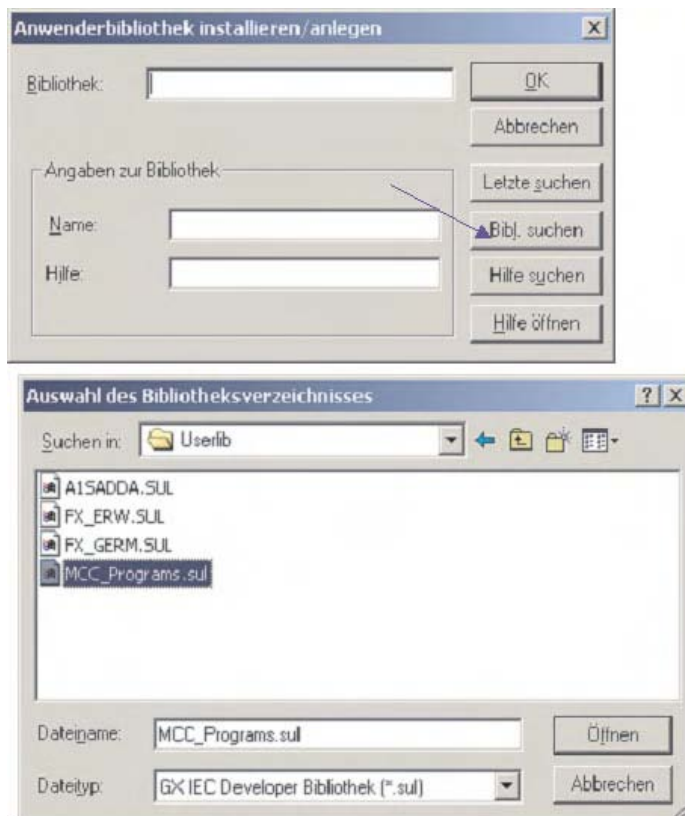 Anwenderbibliothek installieren/anlegen
Bibliothek:
OK
Abbrechen
Angaben zur Bibliothek
Letzte suchen
Name:
Bibl. suchen
Hilfe:
Hilfe suchen
Hilfe öffnen
Auswahl des Bibliotheksverzeichnisses
Suchen in: Userlib
A1SADDA.SUL
FX_ERW.SUL
FX_GERM.SUL
MCC_Programs.sul
Dateiname: MCC_Programs.sul Öffnen
Dateityp: GX IEC Developer Bibliothek (*.sul) Abbrechen